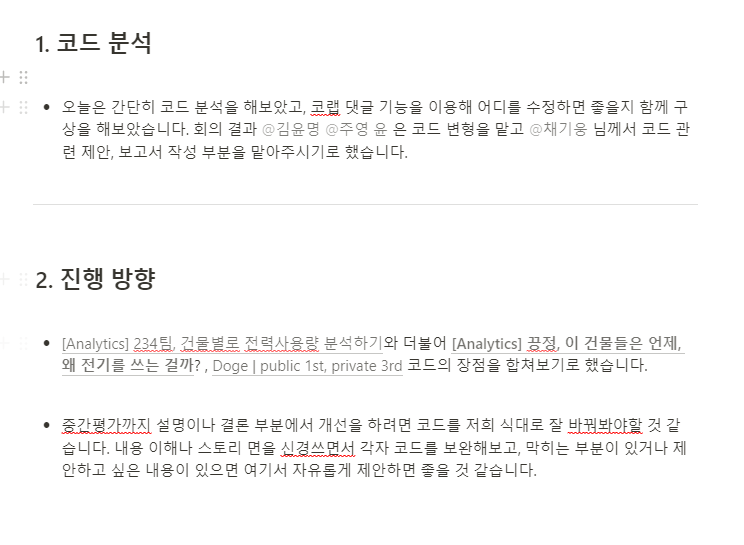 1. 코드 분석
오늘은 간단히 코드 분석을 해보았고, 코랩 댓글 기능을 이용해 어디를 수정하면 좋을지 함께 구
상을 해보았습니다. 회의 결과 @김윤명 @주영 윤 은 코드 변형을 맡고 @채기웅 님께서 코드 관
련 제안, 보고서 작성 부분을 맡아주시기로 했습니다.
2. 진행 방향
[Analytics] 234팀, 건물별로 전력사용량 분석하기와 더불어 [Analytics] 끙정, 이 건물들은 언제,
왜 전기를 쓰는 걸까? , Doge | public 1st, private 3rd 코드의 장점을 합쳐보기로 했습니다.
중간평가까지 설명이나 결론 부분에서 개선을 하려면 코드를 저희 식대로 잘 바꿔봐야할 것 같
습니다. 내용 이해나 스토리 면을 신경쓰면서 각자 코드를 보완해보고, 막히는 부분이 있거나 제
안하고 싶은 내용이 있으면 여기서 자유롭게 제안하면 좋을 것 같습니다.